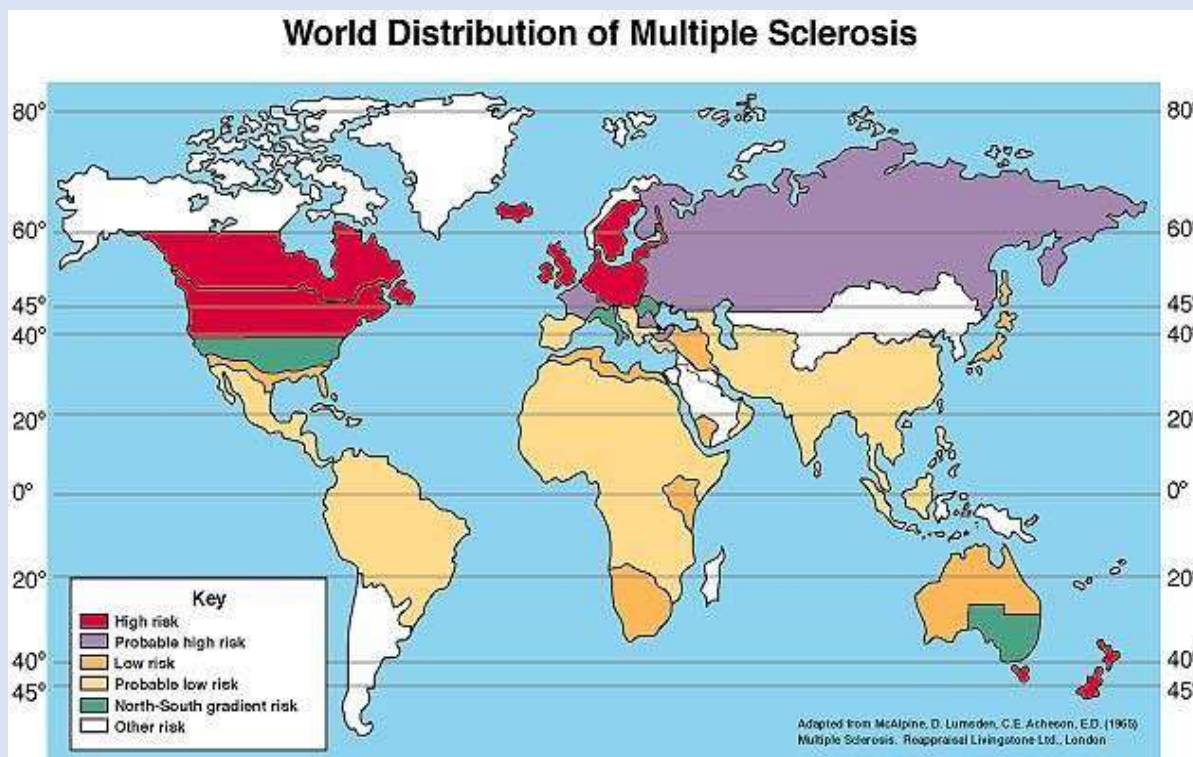 World Distribution of Multiple Sclerosis
80° 80°
60° 60°
45° 45°
40° 40°
20° 20°
0° 0°
20° 20°
40° 40°
45° 45°
Key
High risk
Probable high risk
Low risk
Probable low risk
North-South gradient risk
Other risk
Adapted from McAlpine, D. Lumsden, C.E. Acheson, E.D. (1965)
Multiple Sclerosis. Reappraisal Livingstone Ltd., London